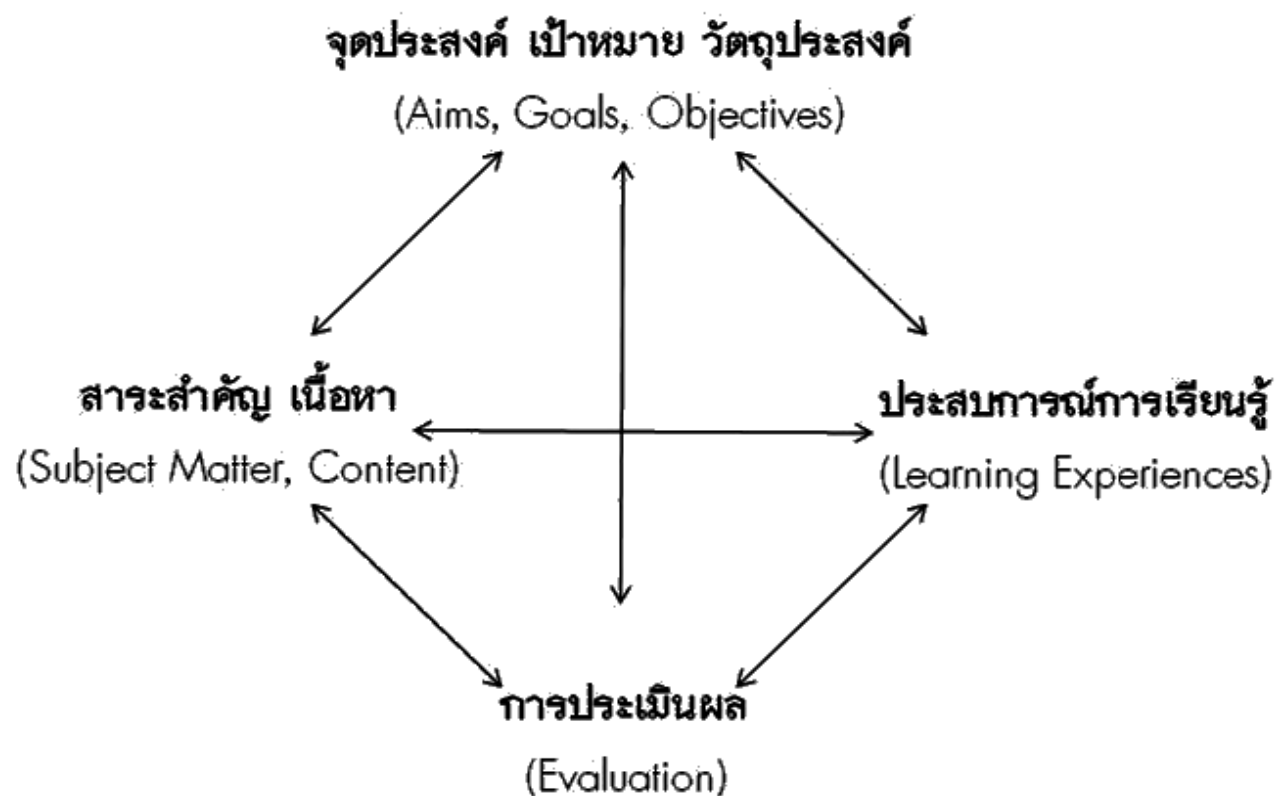 จุดประสงค์ เป้าหมาย วัตถุประสงค์
(Aims, Goals, Objectives)
สาระสำคัญ เนื้อหา
(Subject Matter, Content)
ประสบการณ์การเรียนรู้
(Learning Experiences)
การประเมินผล
(Evaluation)